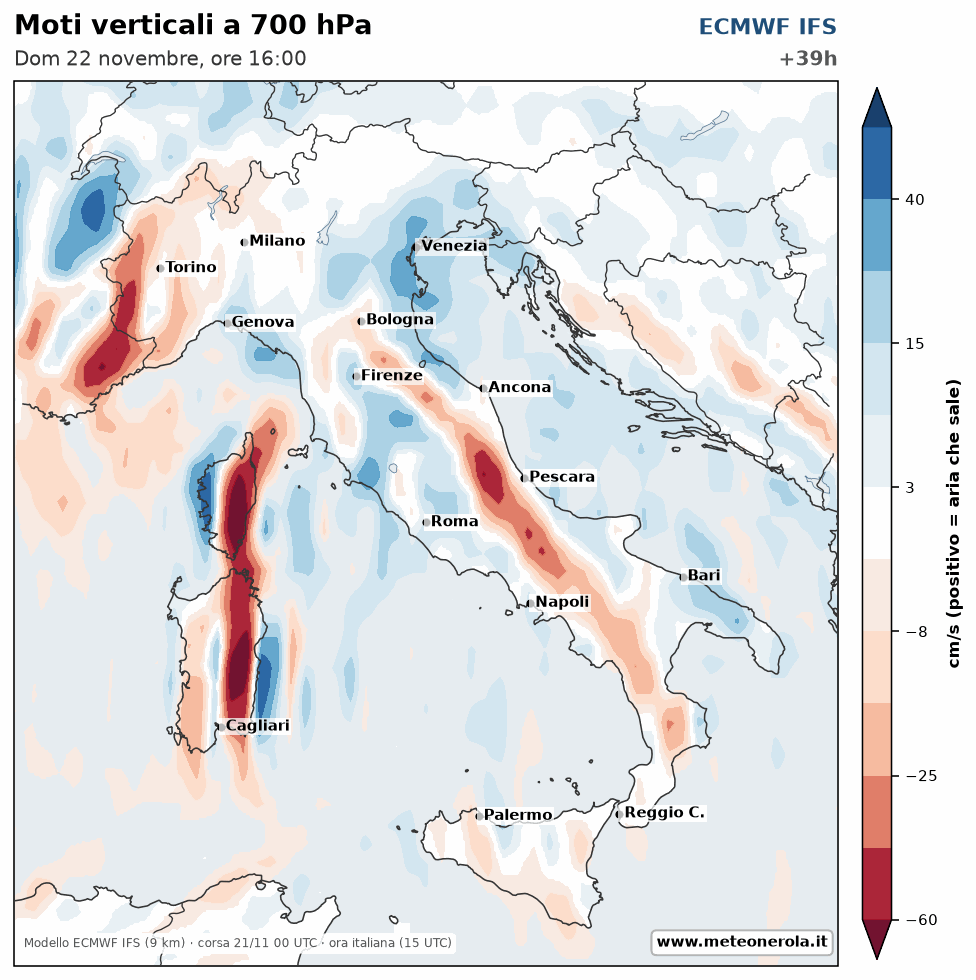 Moti verticali a 700 hPa
ECMWF IFS
Dom 22 novembre, ore 16:00
+39h
Milano
Venezia
Torino
Genova
Bologna
Firenze
Ancona
Pescara
Roma
Bari
Napoli
Cagliari
Palermo
Reggio C.
40
15
3
−8
−25
−60
cm/s (positivo = aria che sale)
Modello ECMWF IFS (9 km) · corsa 21/11 00 UTC · ora italiana (15 UTC)
www.meteonerola.it